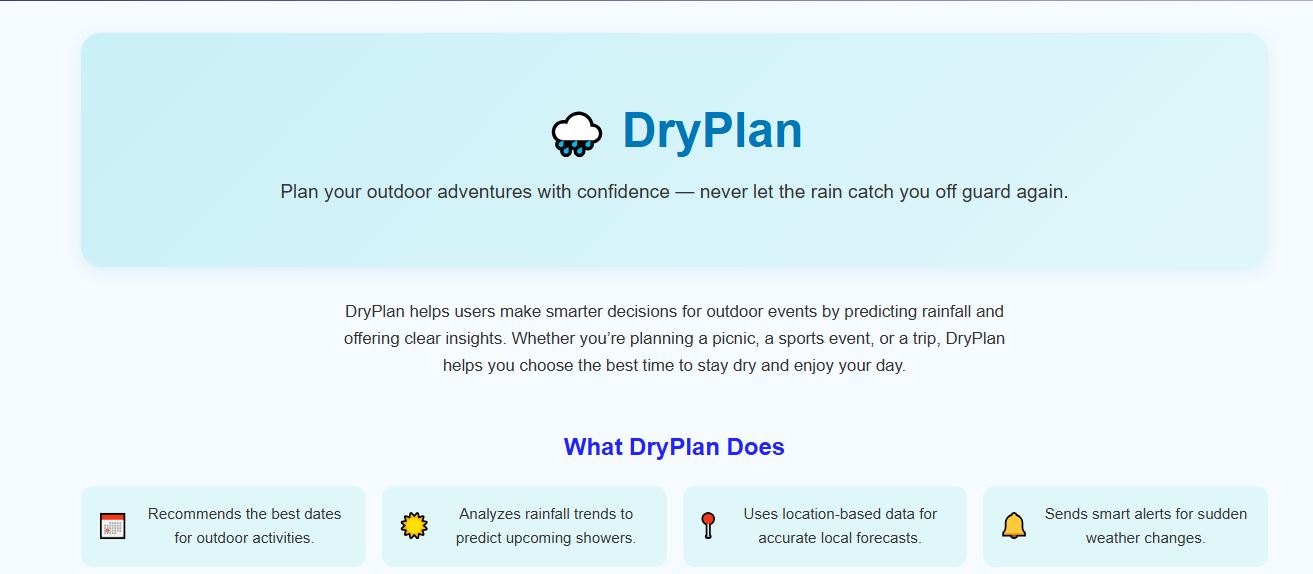 DryPlan
Plan your outdoor adventures with confidence — never let the rain catch you off guard again.
DryPlan helps users make smarter decisions for outdoor events by predicting rainfall and
offering clear insights. Whether you’re planning a picnic, a sports event, or a trip, DryPlan
helps you choose the best time to stay dry and enjoy your day.
What DryPlan Does
Recommends the best dates
for outdoor activities.
Analyzes rainfall trends to
predict upcoming showers.
Uses location-based data for
accurate local forecasts.
Sends smart alerts for sudden
weather changes.